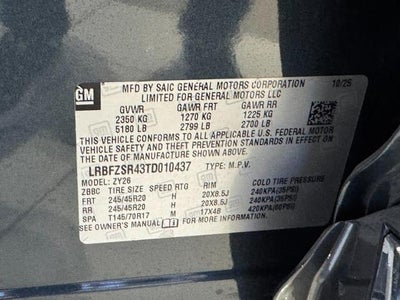 GM
MFD BY SAIC GENERAL MOTORS CORPORATION 10/25
LIMITED FOR GENERAL MOTORS LLC
GVWR GAWR FRT GAWR RR
2350 KG 1270 KG 1225 KG
5180 LB 2799 LB 2700 LB
THIS VEHICLE CONFORMS TO ALL APPLICABLE U.S. FEDERAL MOTOR
VEHICLE SAFETY, BUMPER, AND THEFT PREVENTION STANDARDS IN EFFECT ON THE DATE OF
MANUFACTURE SHOWN ABOVE.
LRBFZSR43TD010437 TYPE: M.P.V.
MODEL: ZY26
ZBBC TIRE SIZE SPEED RTG RIM COLD TIRE PRESSURE
FRT 245/45R20 H 20X8.5J 240KPA(35PSI)
RR 245/45R20 H 20X8.5J 240KPA(35PSI)
SPA T145/70R17 M 17X4B 420KPA(60PSI)
SEE OWNER'S MANUAL FOR ADDITIONAL INFORMATION.